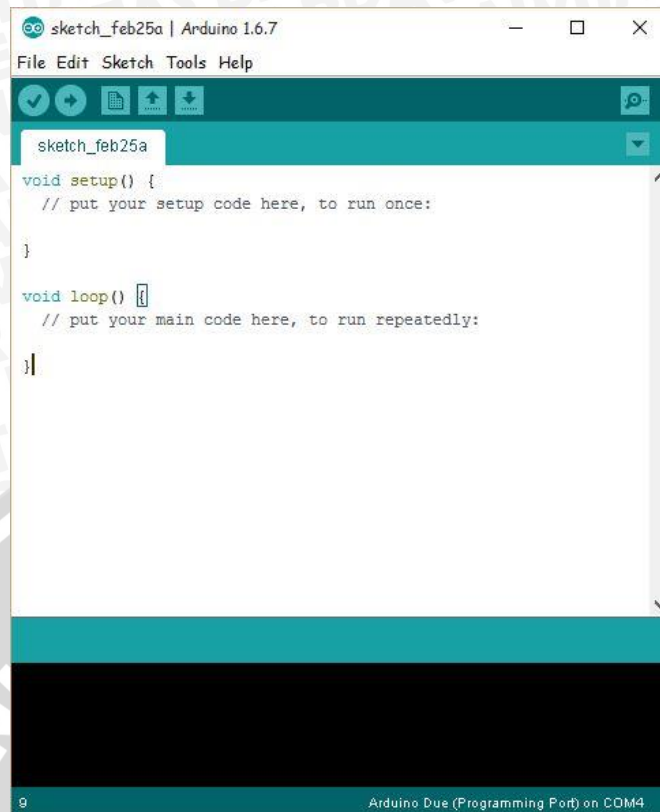 sketch_feb25a | Arduino 1.6.7
File Edit Sketch Tools Help
sketch_feb25a
void setup() {
  // put your setup code here, to run once:
}
void loop() {
  // put your main code here, to run repeatedly:
}
9 Arduino Due (Programming Port) on COM4